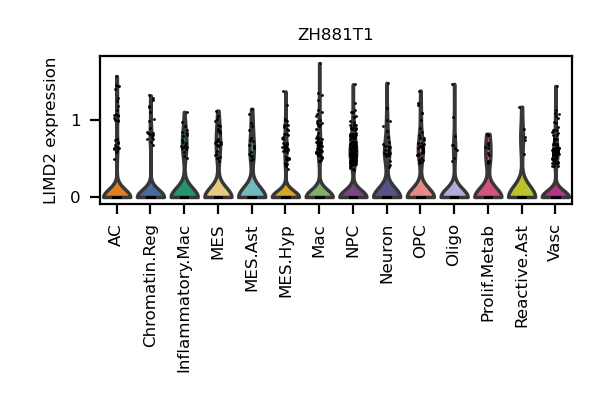 ZH881T1
LIMD2 expression
1
0
AC
Chromatin.Reg
Inflammatory.Mac
MES
MES.Ast
MES.Hyp
Mac
NPC
Neuron
OPC
Oligo
Prolif.Metab
Reactive.Ast
Vasc